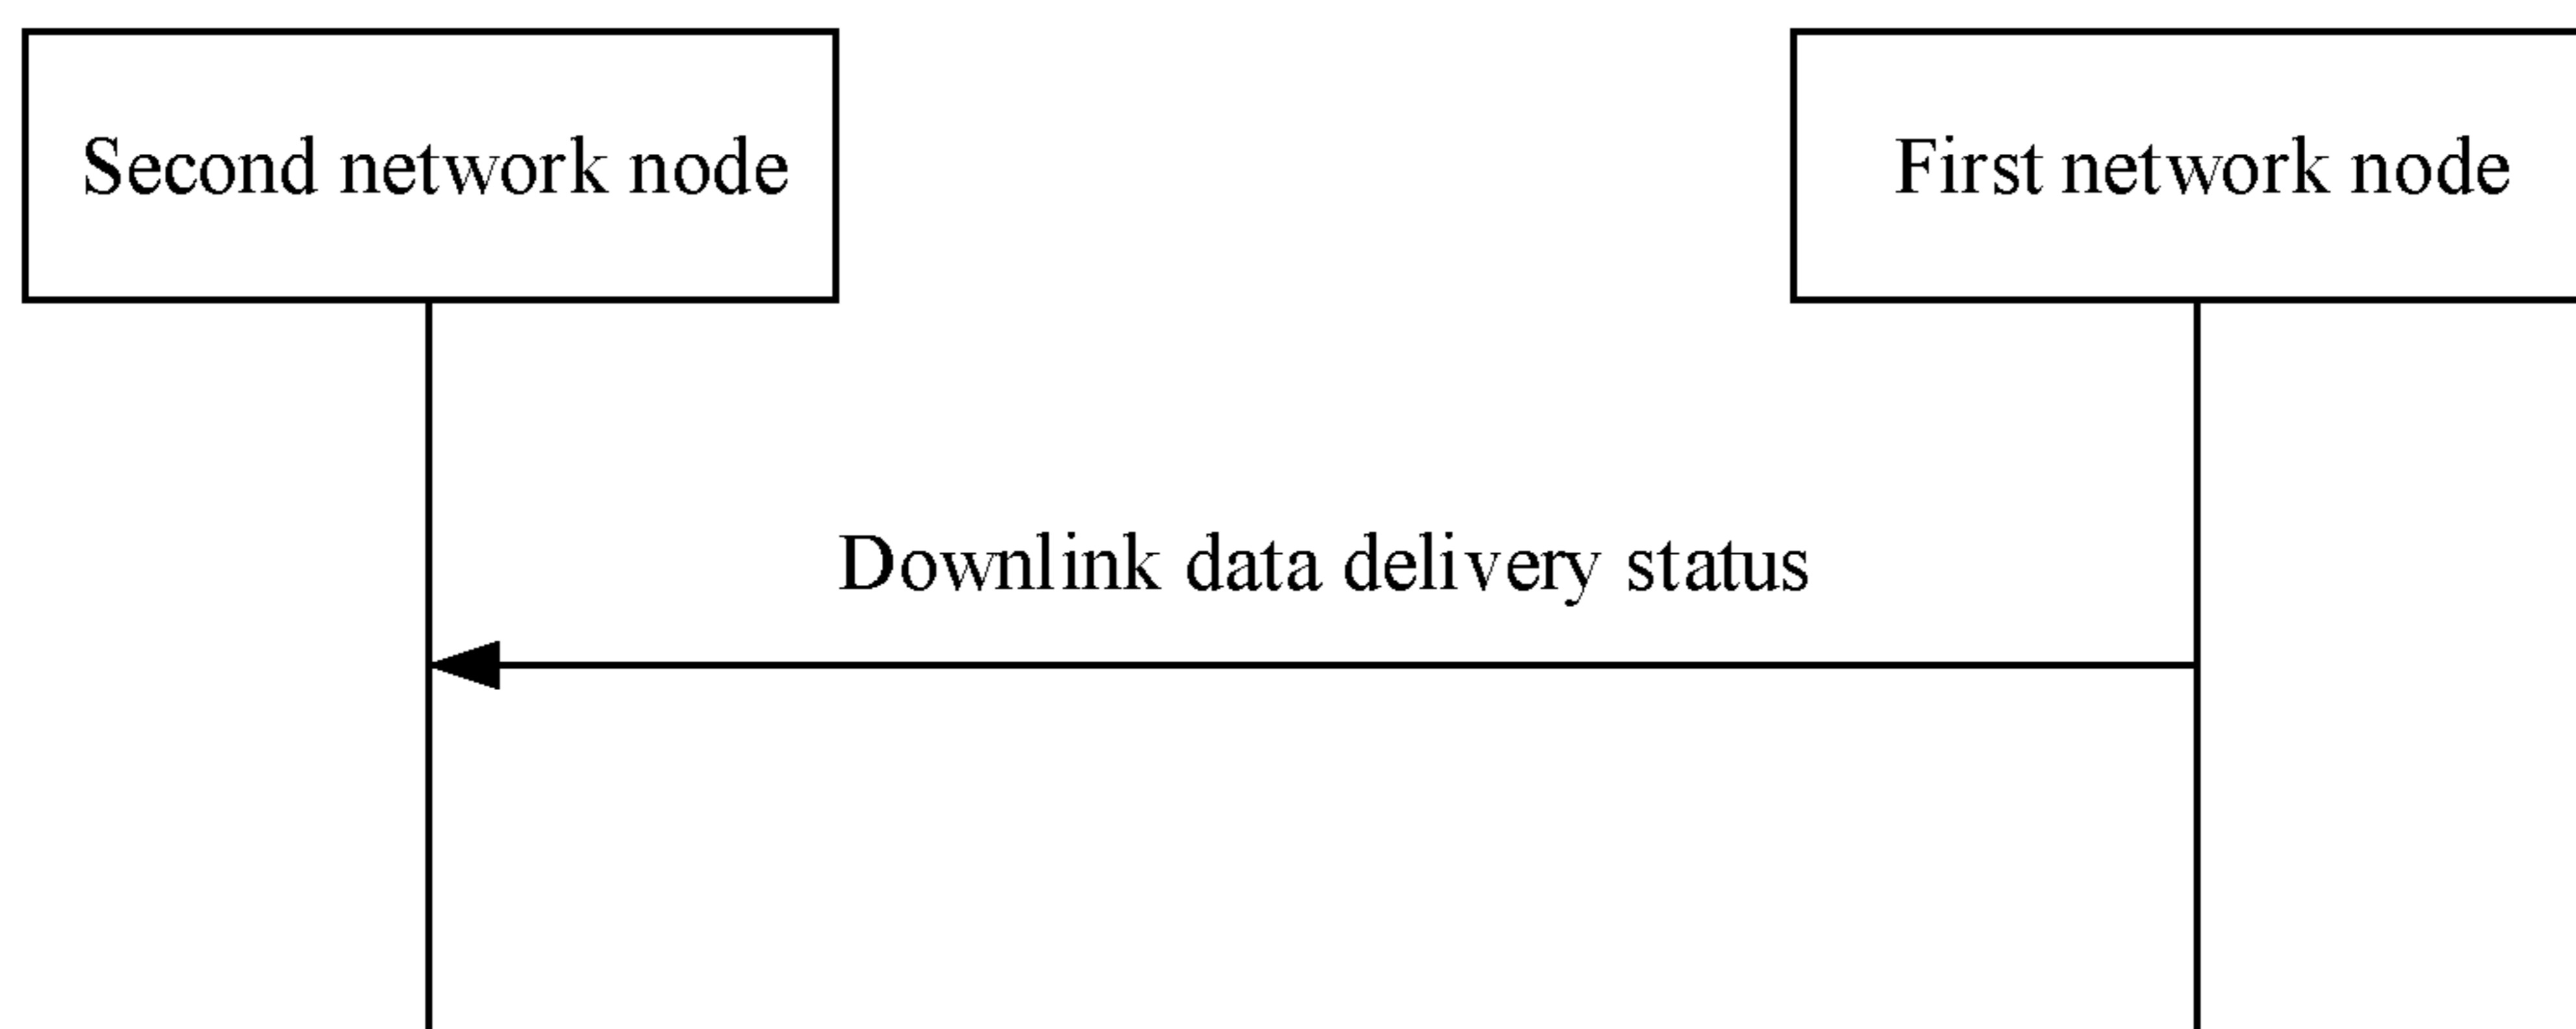 Second network node
First network node
Downlink data delivery status